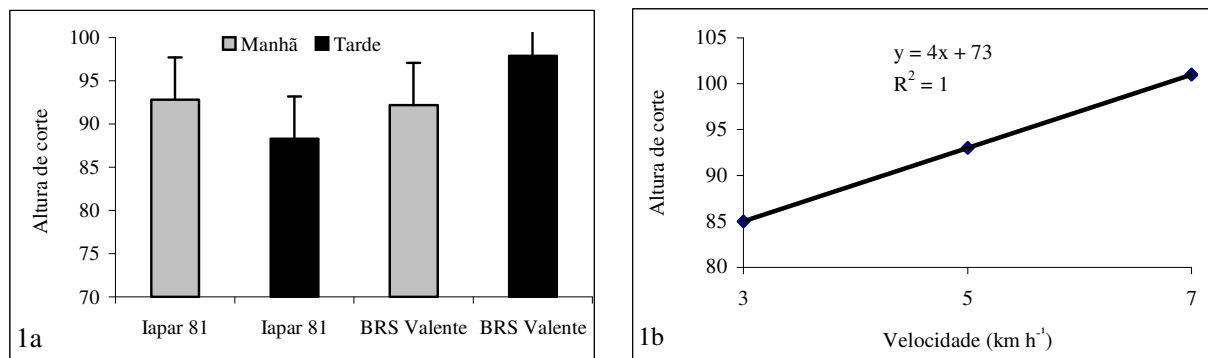 100
95
90
85
80
75
70
Altura de corte
Manhã Tarde
Iapar 81 Iapar 81 BRS Valente BRS Valente
1a
105
100
95
90
85
80
Altura de corte
y = 4x + 73
R² = 1
3 5 7
Velocidade (km h⁻¹)
1b